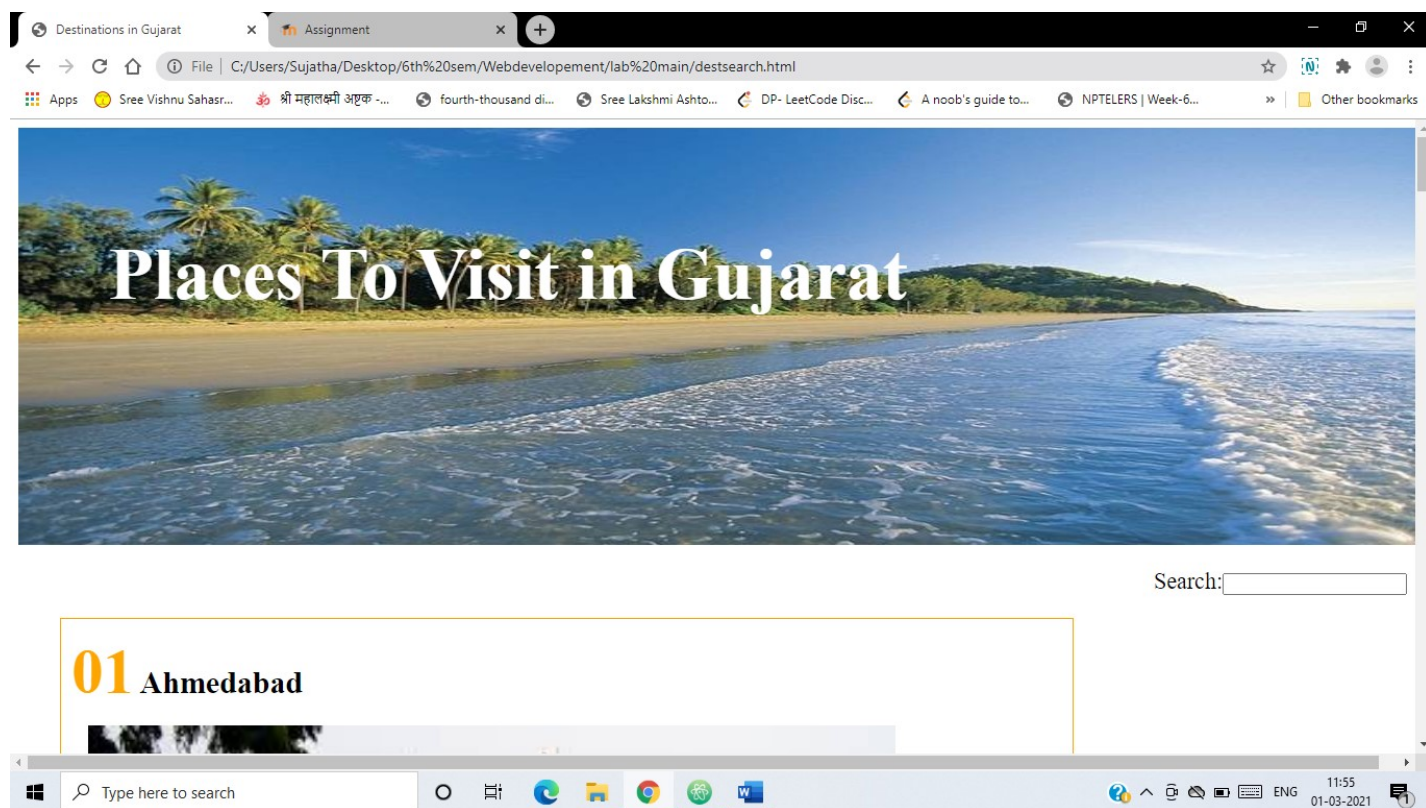 Destinations in Gujarat
Assignment
File | C:/Users/Sujatha/Desktop/6th%20sem/Webdevelopement/lab%20main/destsearch.html
Apps Sree Vishnu Sahasr... श्री महालक्ष्मी अष्टक -... fourth-thousand di... Sree Lakshmi Ashto... DP- LeetCode Disc... A noob's guide to... NPTELERS | Week-6... » Other bookmarks
Places To Visit in Gujarat
Search:
01 Ahmedabad
Type here to search
ENG
11:55
01-03-2021
1